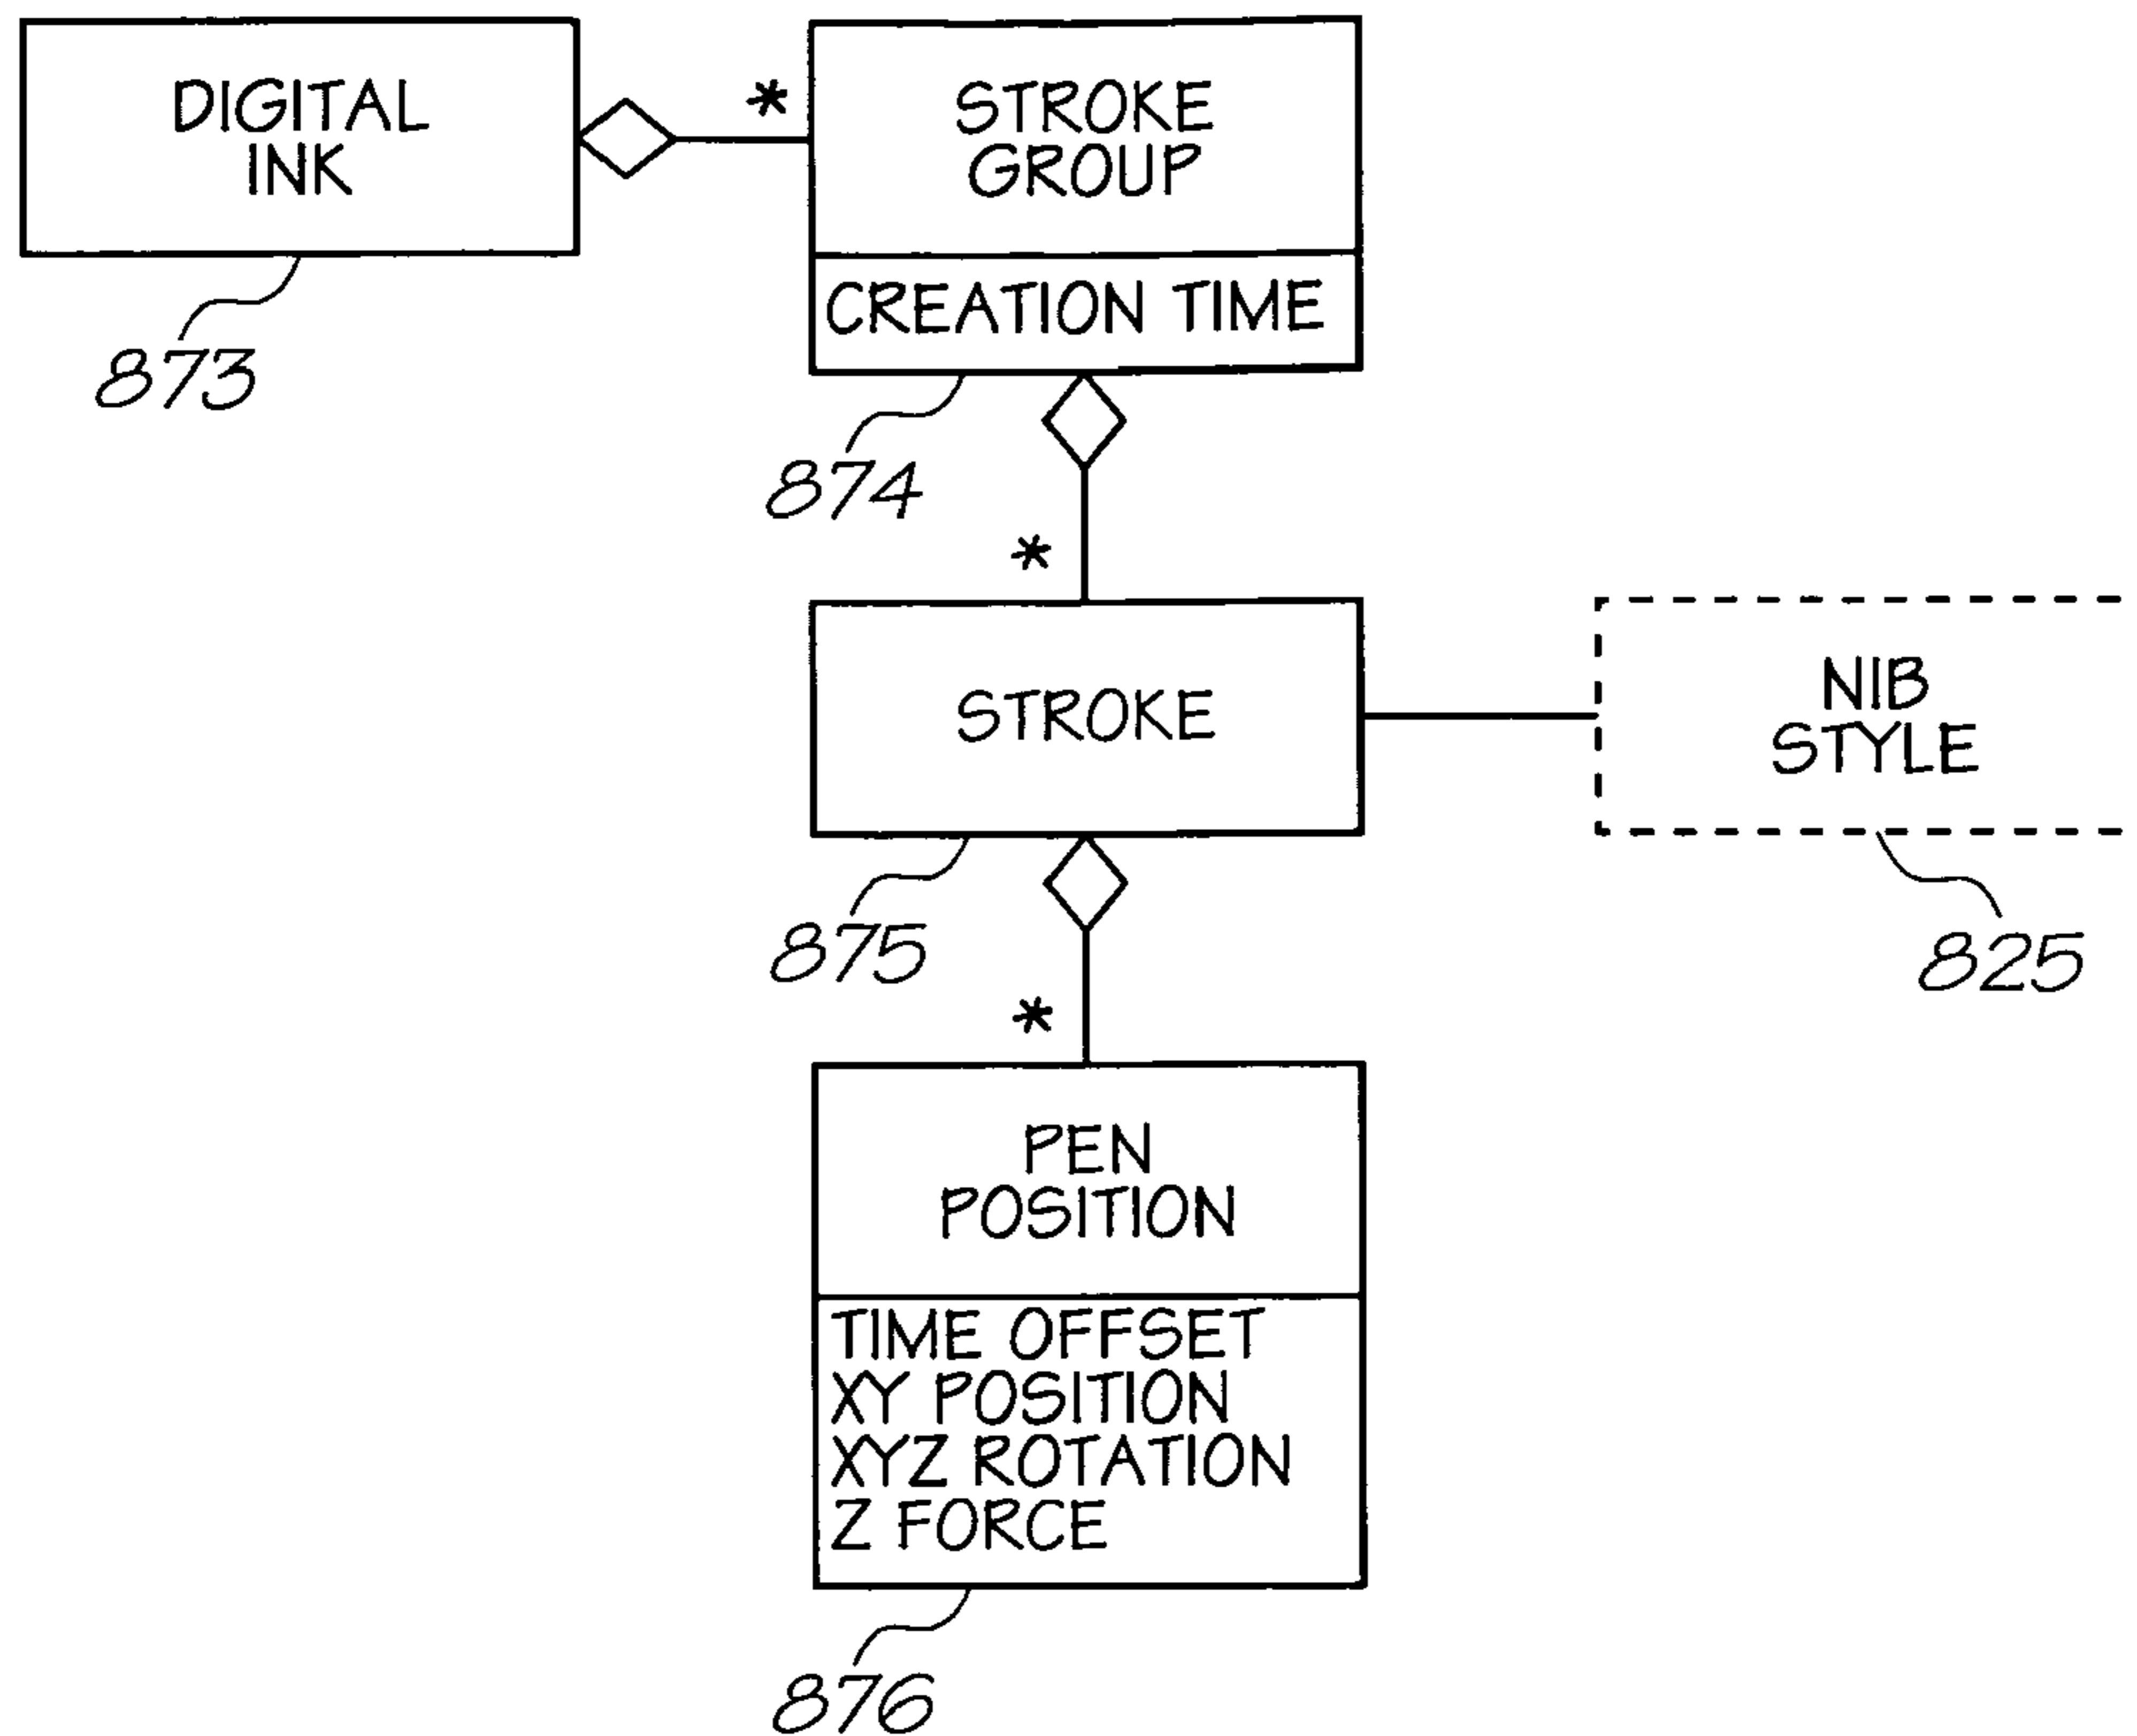 DIGITAL
INK
*
STROKE
GROUP
CREATION TIME
873
874
*
STROKE
NIB
STYLE
875
825
*
PEN
POSITION
TIME OFFSET
XY POSITION
XYZ ROTATION
Z FORCE
876